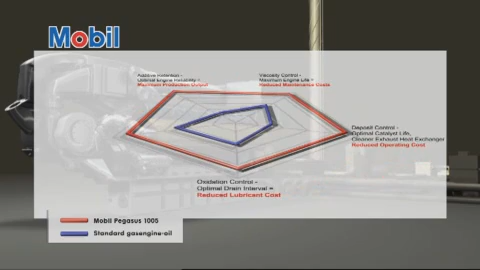 Mobil
Additive Retention -
Optimal Engine Reliability =
Maximum Production Output
Viscosity Control -
Maximum Engine Life =
Reduced Maintenance Costs
Deposit Control -
Optimal Catalyst Life,
Cleaner Exhaust Heat Exchanger
Reduced Operating Cost
Oxidation Control -
Optimal Drain Interval =
Reduced Lubricant Cost
Mobil Pegasus 1005
Standard gasengine-oil